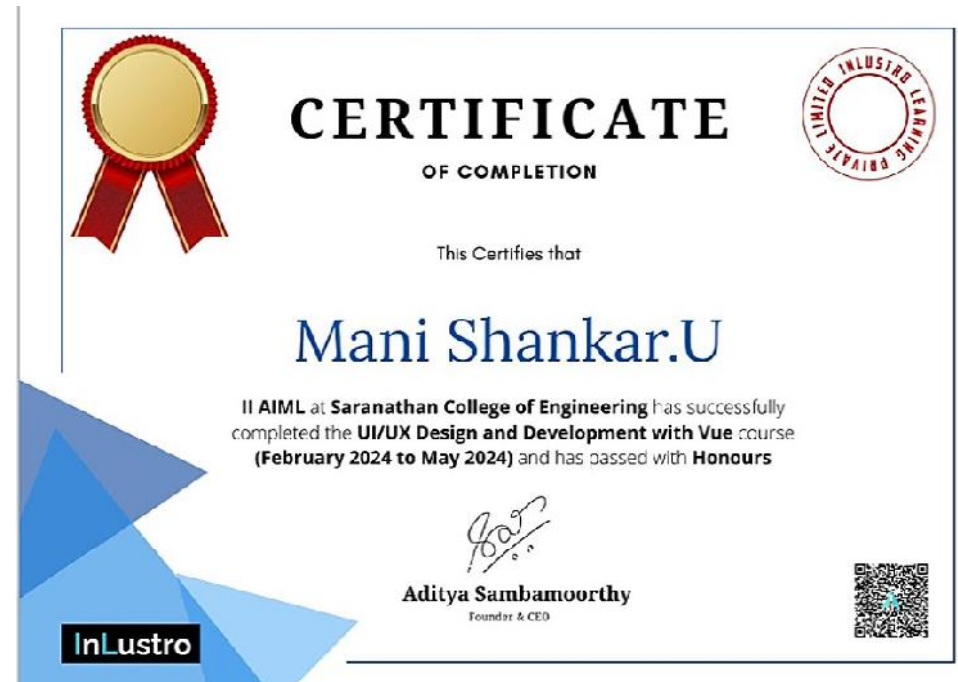 CERTIFICATE
OF COMPLETION
INLUSTRO LEARNING PRIVATE LIMITED
This Certifies that
Mani Shankar.U
II AIML at Saranathan College of Engineering has successfully
completed the UI/UX Design and Development with Vue course
(February 2024 to May 2024) and has passed with Honours
Aditya Sambamoorthy
Founder & CEO
InLustro